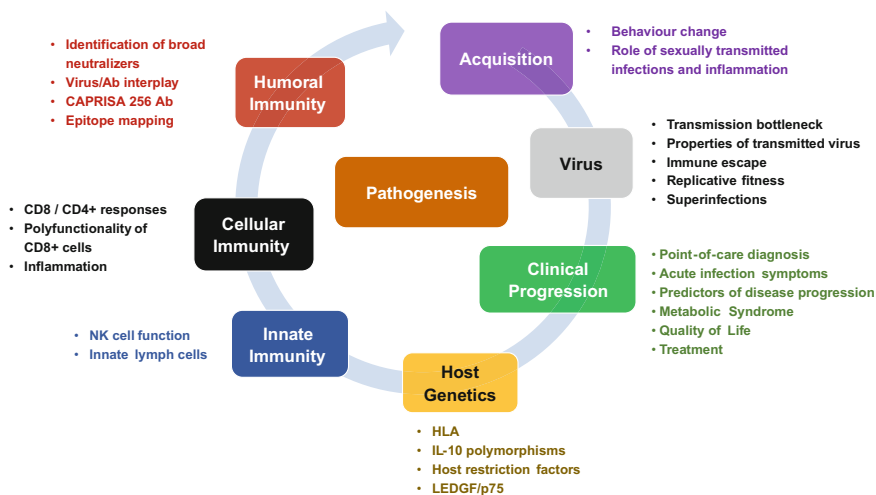 Acquisition
• Behaviour change
• Role of sexually transmitted
infections and inflammation
Virus
• Transmission bottleneck
• Properties of transmitted virus
• Immune escape
• Replicative fitness
• Superinfections
Clinical
Progression
• Point-of-care diagnosis
• Acute infection symptoms
• Predictors of disease progression
• Metabolic Syndrome
• Quality of Life
• Treatment
Host
Genetics
• HLA
• IL-10 polymorphisms
• Host restriction factors
• LEDGF/p75
Innate
Immunity
• NK cell function
• Innate lymph cells
Cellular
Immunity
• CD8 / CD4+ responses
• Polyfunctionality of
CD8+ cells
• Inflammation
Humoral
Immunity
• Identification of broad
neutralizers
• Virus/Ab interplay
• CAPRISA 256 Ab
• Epitope mapping
Pathogenesis